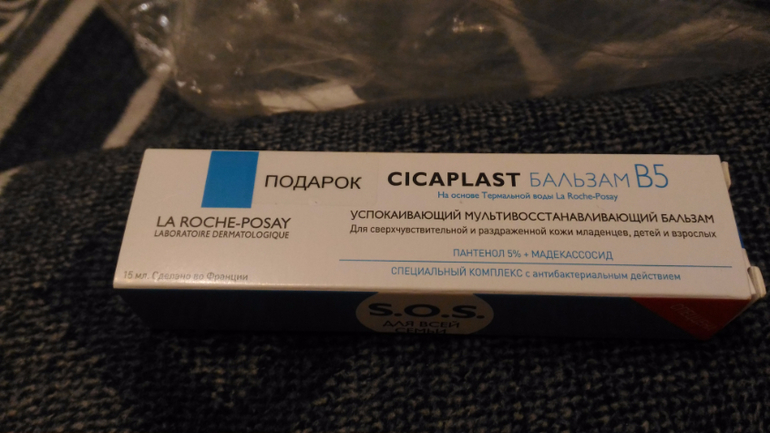 ПОДАРОК
LA ROCHE-POSAY
LABORATOIRE DERMATOLOGIQUE
15 мл. Сделано во Франции
CICAPLAST БАЛЬЗАМ B5
На основе Термальной воды La Roche-Posay
УСПОКАИВАЮЩИЙ МУЛЬТИВОССТАНАВЛИВАЮЩИЙ БАЛЬЗАМ
Для сверхчувствительной и раздраженной кожи младенцев, детей и взрослых
ПАНТЕНОЛ 5% + МАДЕКАССОСИД
СПЕЦИАЛЬНЫЙ КОМПЛЕКС с антибактериальным действием
S.O.S.
ДЛЯ ВСЕЙ
СЕМЬИ